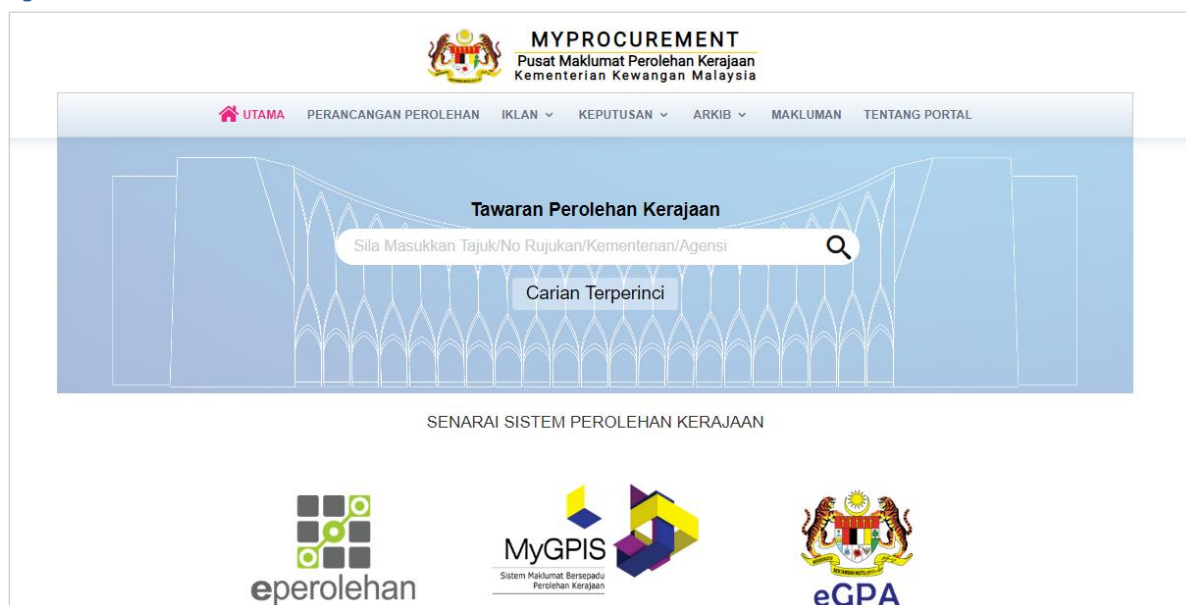 MYPROCUREMENT
Pusat Maklumat Perolehan Kerajaan
Kementerian Kewangan Malaysia
UTAMA PERANCANGAN PEROLEHAN IKLAN KEPUTUSAN ARKIB MAKLUMAN TENTANG PORTAL
Tawaran Perolehan Kerajaan
Sila Masukkan Tajuk/No Rujukan/Kementerian/Agensi
Carian Terperinci
SENARAI SISTEM PEROLEHAN KERAJAAN
eperolehan
MyGPIS
Sistem Maklumat Bersepadu
Perolehan Kerajaan
eGPA